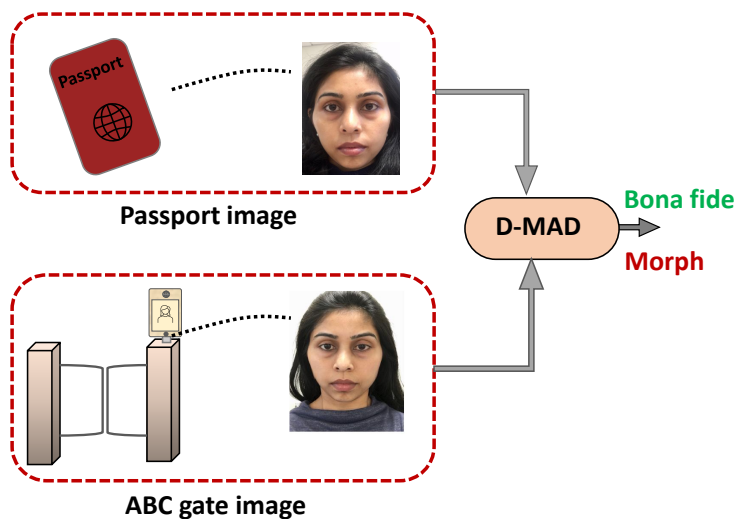 Passport
Passport image
D-MAD
Bona fide
Morph
ABC gate image